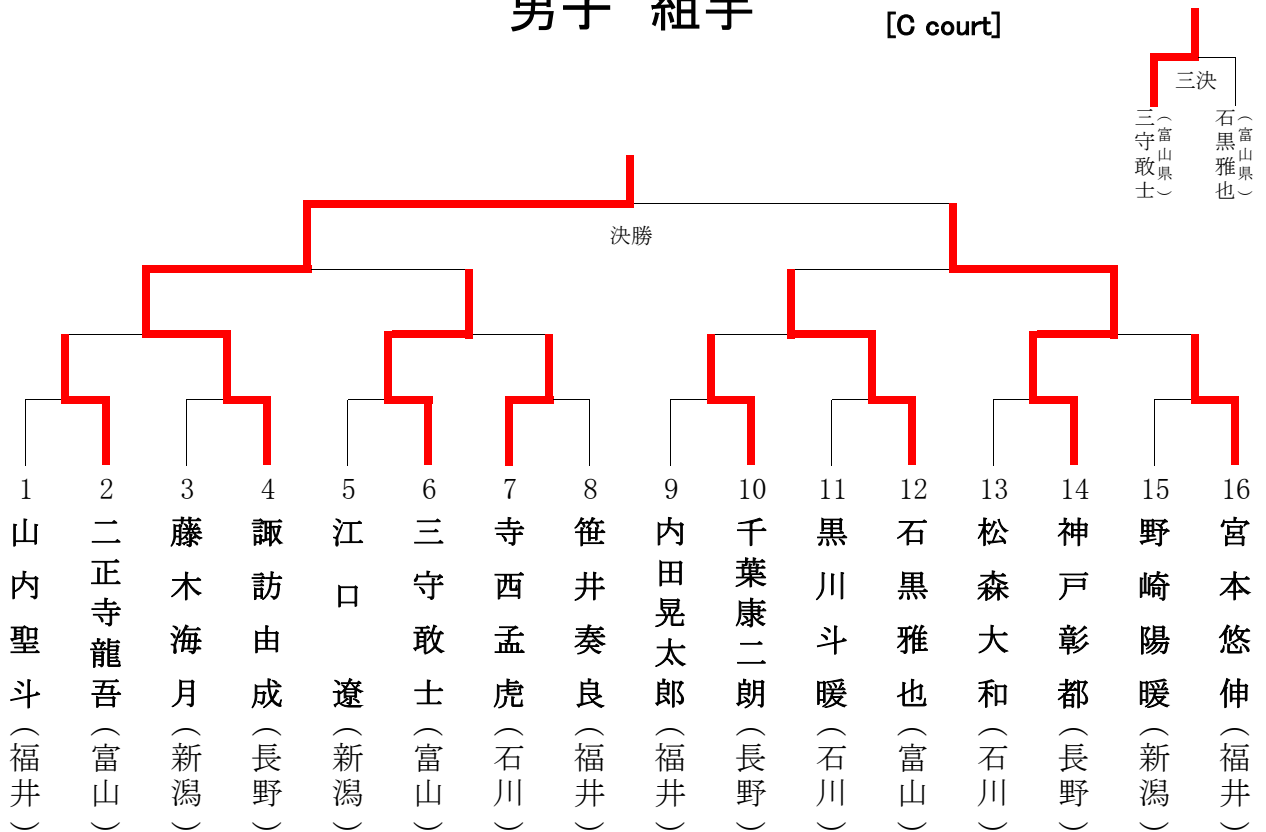 男子 組手
[C court]
三決
三守敢士（富山県）
石黒雅也（富山県）
決勝
1 山内聖斗（福井）
2 二正寺龍吾（富山）
3 藤木海月（新潟）
4 諏訪由成（長野）
5 江口 遼（新潟）
6 三守敢士（富山）
7 寺西孟虎（石川）
8 笹井奏良（福井）
9 内田晃太郎（福井）
10 千葉康二朗（長野）
11 黒川斗暖（石川）
12 石黒雅也（富山）
13 松森大和（石川）
14 神戸彰都（長野）
15 野崎陽暖（新潟）
16 宮本悠伸（福井）